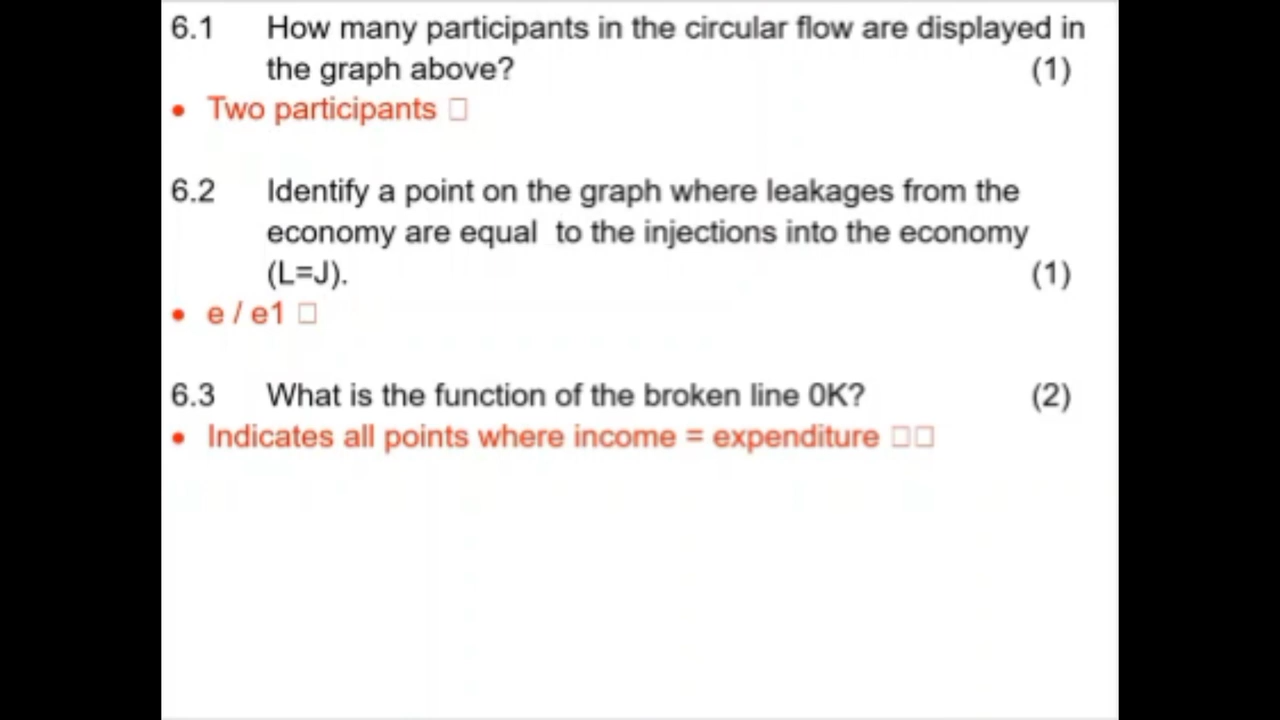 6.1 How many participants in the circular flow are displayed in
the graph above? (1)
• Two participants □
6.2 Identify a point on the graph where leakages from the
economy are equal to the injections into the economy
(L=J). (1)
• e / e1 □
6.3 What is the function of the broken line 0K? (2)
• Indicates all points where income = expenditure □□